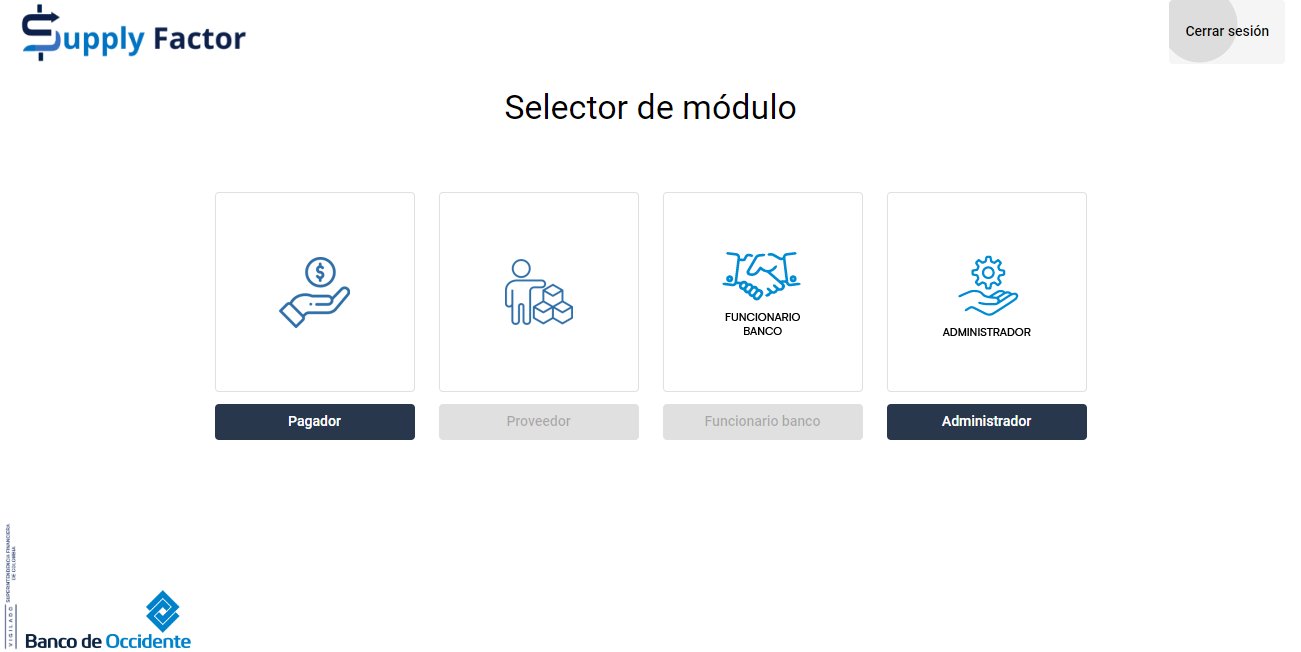 Supply Factor
Cerrar sesión
Selector de módulo
$
FUNCIONARIO
BANCO
ADMINISTRADOR
Pagador
Proveedor
Funcionario banco
Administrador
VIGILADO SUPERINTENDENCIA FINANCIERA
DE COLOMBIA
Banco de Occidente